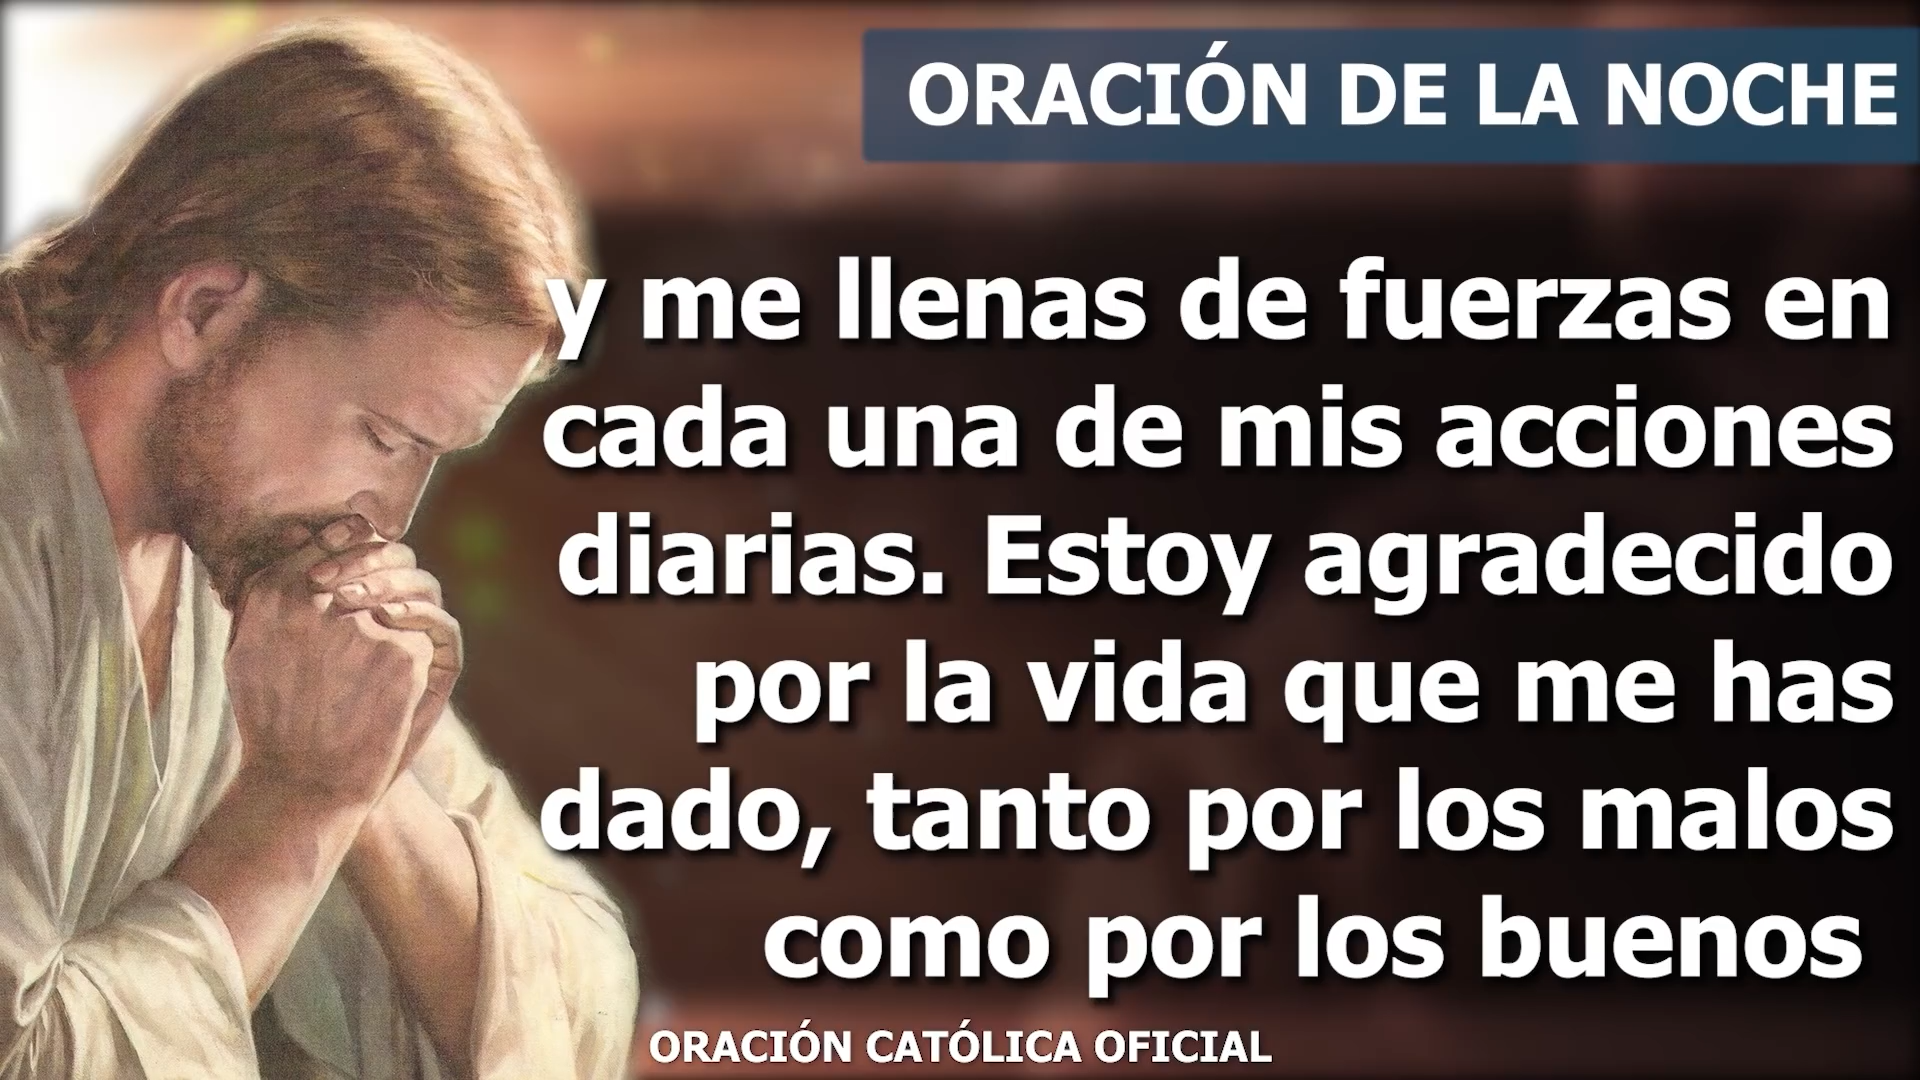 ORACIÓN DE LA NOCHE
y me llenas de fuerzas en
cada una de mis acciones
diarias. Estoy agradecido
por la vida que me has
dado, tanto por los malos
como por los buenos
ORACIÓN CATÓLICA OFICIAL